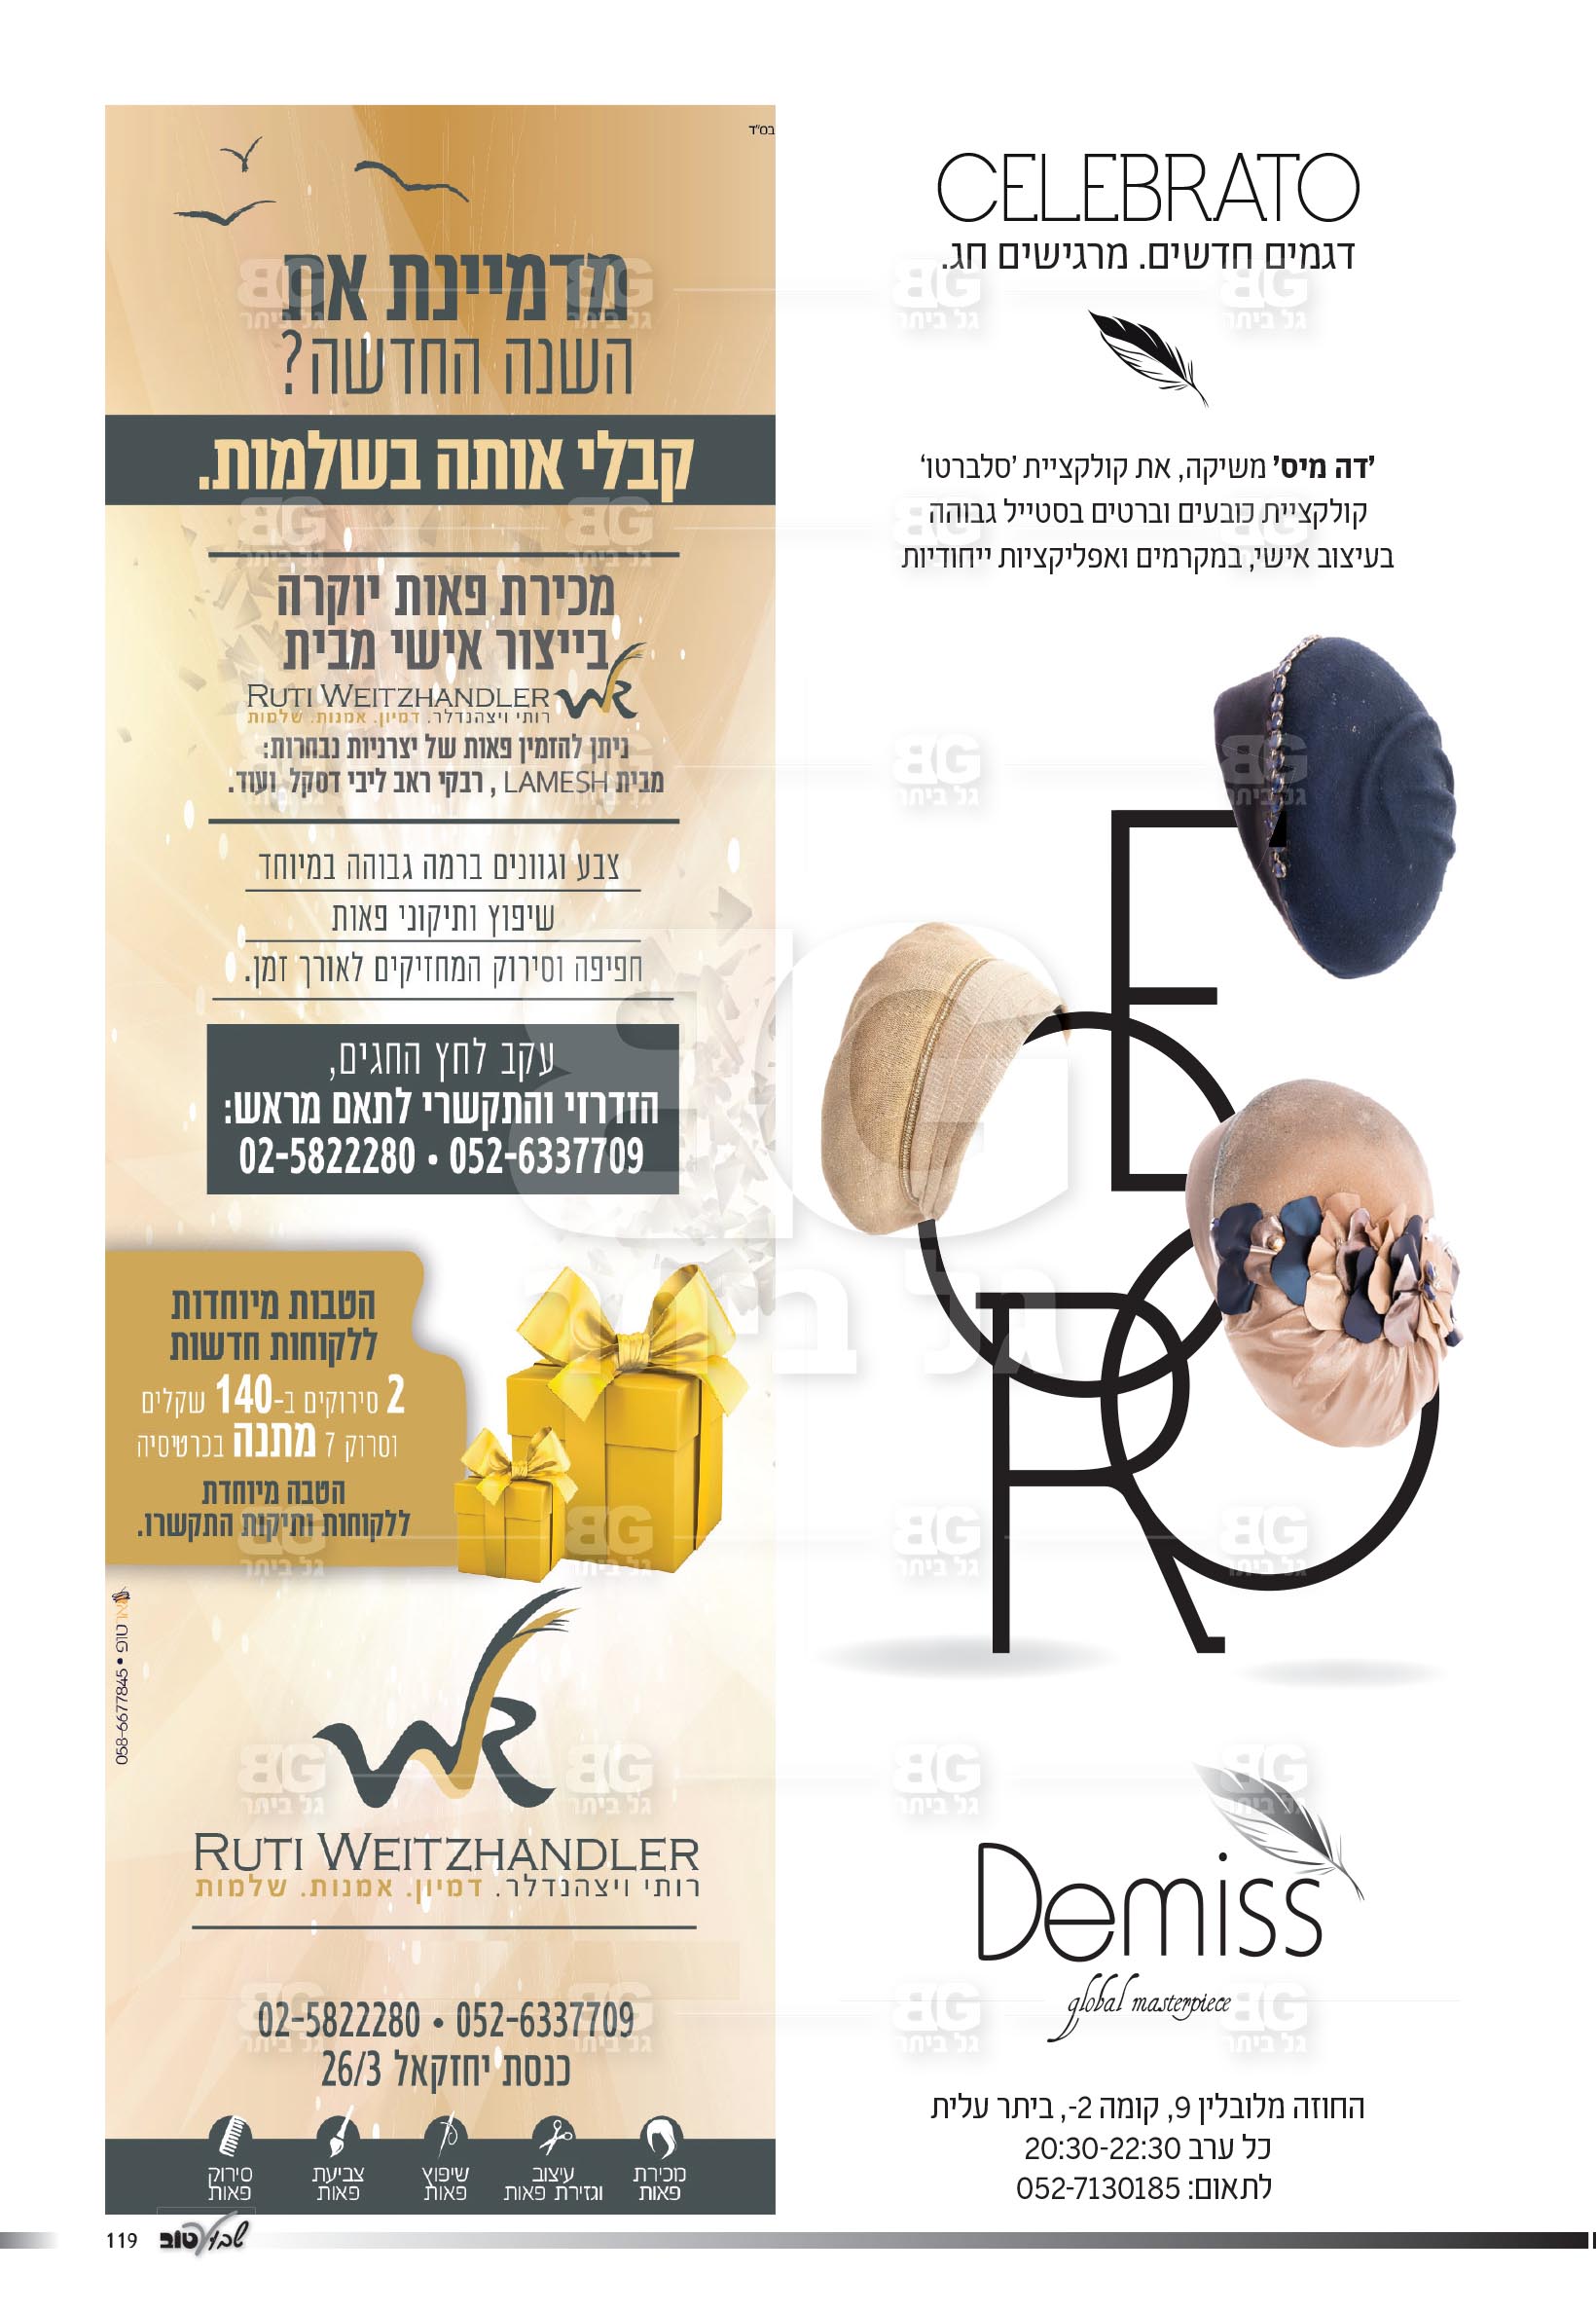 CELEBRATO
דגמים חדשים. מרגישים חג.
'דה מיס' משיקה, את קולקציית 'סלברטו'
קולקציית כובעים וברטים בסטייל גבוהה
בעיצוב אישי, במקרמים ואפליקציות ייחודיות
E
O
R O
Demiss
global masterpiece
החוזה מלובלין 9, קומה 2-, ביתר עלית
כל ערב 20:30-22:30
לתאום: 052-7130185
בס"ד
מדמיינת את
השנה החדשה?
קבלי אותה בשלמות.
מכירת פאות יוקרה
בייצור אישי מבית
RUTI WEITZHANDLER
רותי ויצהנדלר. דמיון. אמנות. שלמות
ניתן להזמין פאות של יצרניות נבחרות:
מבית LAMESH , רבקי ראב ליבי דסקל ועוד.
צבע וגוונים ברמה גבוהה במיוחד
שיפוץ ותיקוני פאות
חפיפה וסירוק המחזיקים לאורך זמן.
עקב לחץ החגים,
הזדרזי והתקשרי לתאם מראש:
02-5822280 • 052-6337709
הטבות מיוחדות
ללקוחות חדשות
2 סירוקים ב-140 שקלים
וסרוק 7 מתנה בכרטיסיה
הטבה מיוחדת
ללקוחות ותיקות התקשרו.
ארטופי • 058-6677845
RUTI WEITZHANDLER
רותי ויצהנדלר. דמיון. אמנות. שלמות
02-5822280 • 052-6337709
כנסת יחזקאל 26/3
מכירת פאות
עיצוב וגזירת פאות
שיפוץ פאות
צביעת פאות
סירוק פאות
119 שבוע טוב
BG
גל ביתר